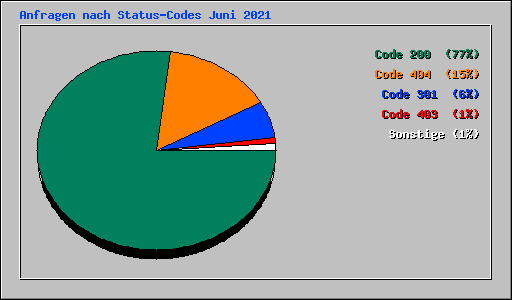 Anfragen nach Status-Codes Juni 2021
Code 200 (77%)
Code 404 (15%)
Code 301 (6%)
Code 403 (1%)
Sonstige (1%)